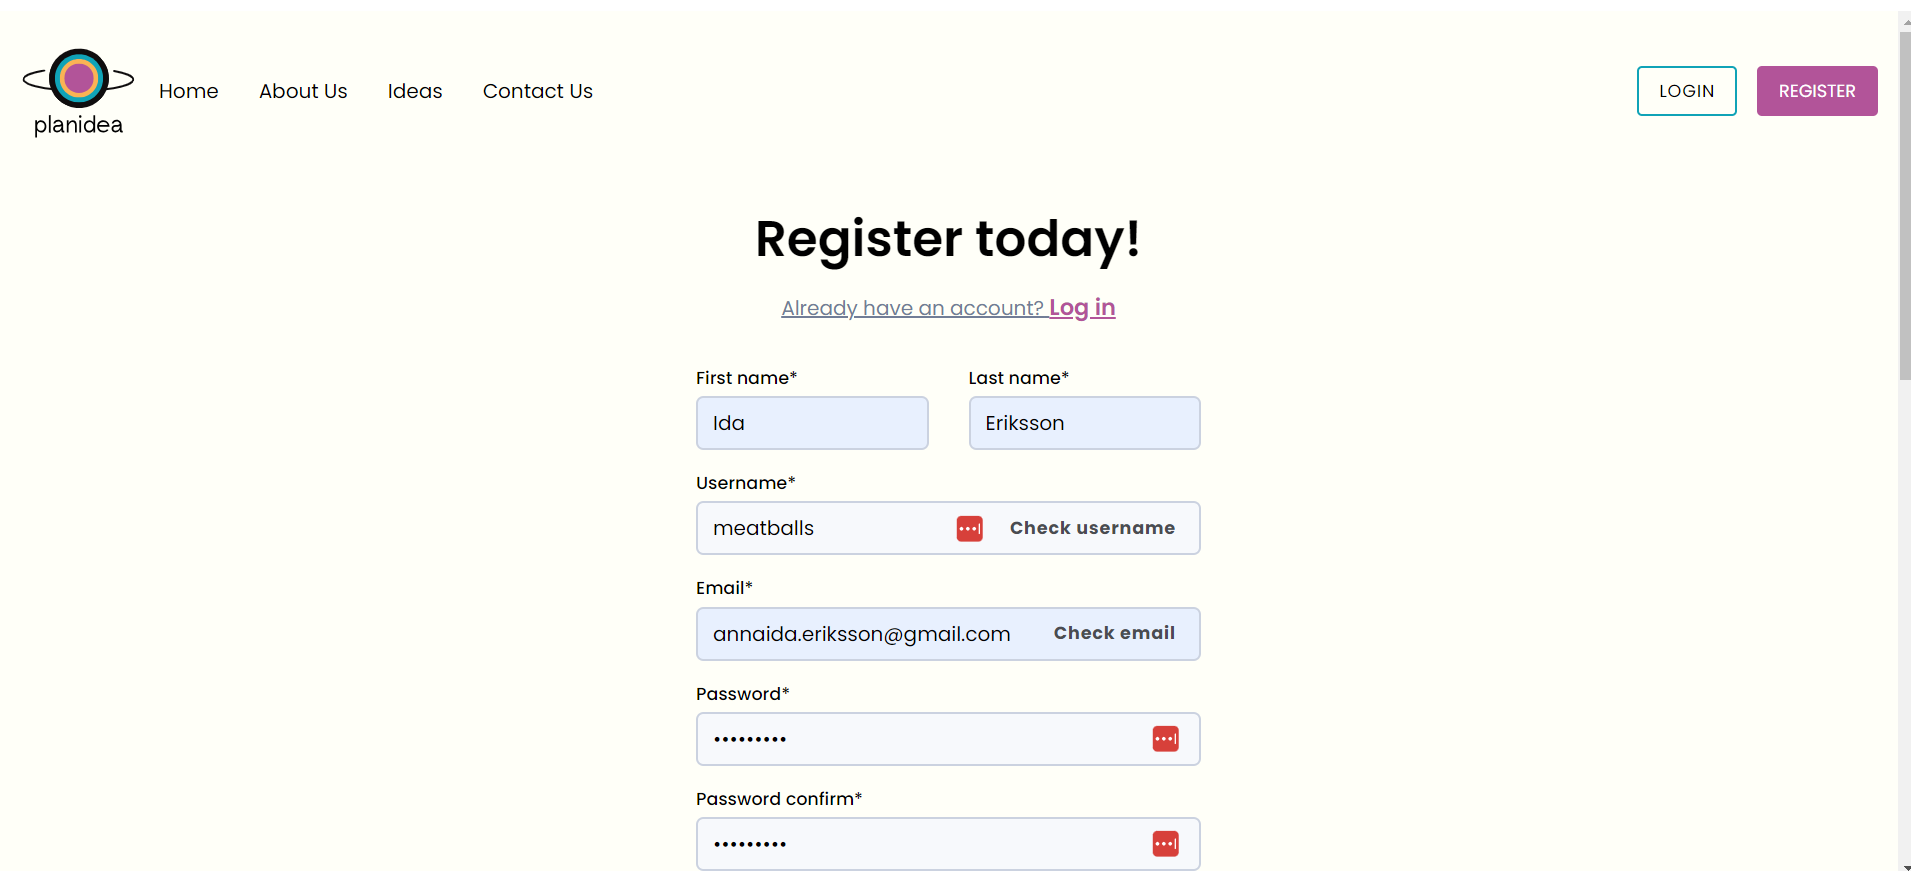 planidea
Home About Us Ideas Contact Us
LOGIN REGISTER
Register today!
Already have an account? Log in
First name* Last name*
Ida Eriksson
Username*
meatballs Check username
Email*
annaida.eriksson@gmail.com Check email
Password*
•••••••••
Password confirm*
•••••••••